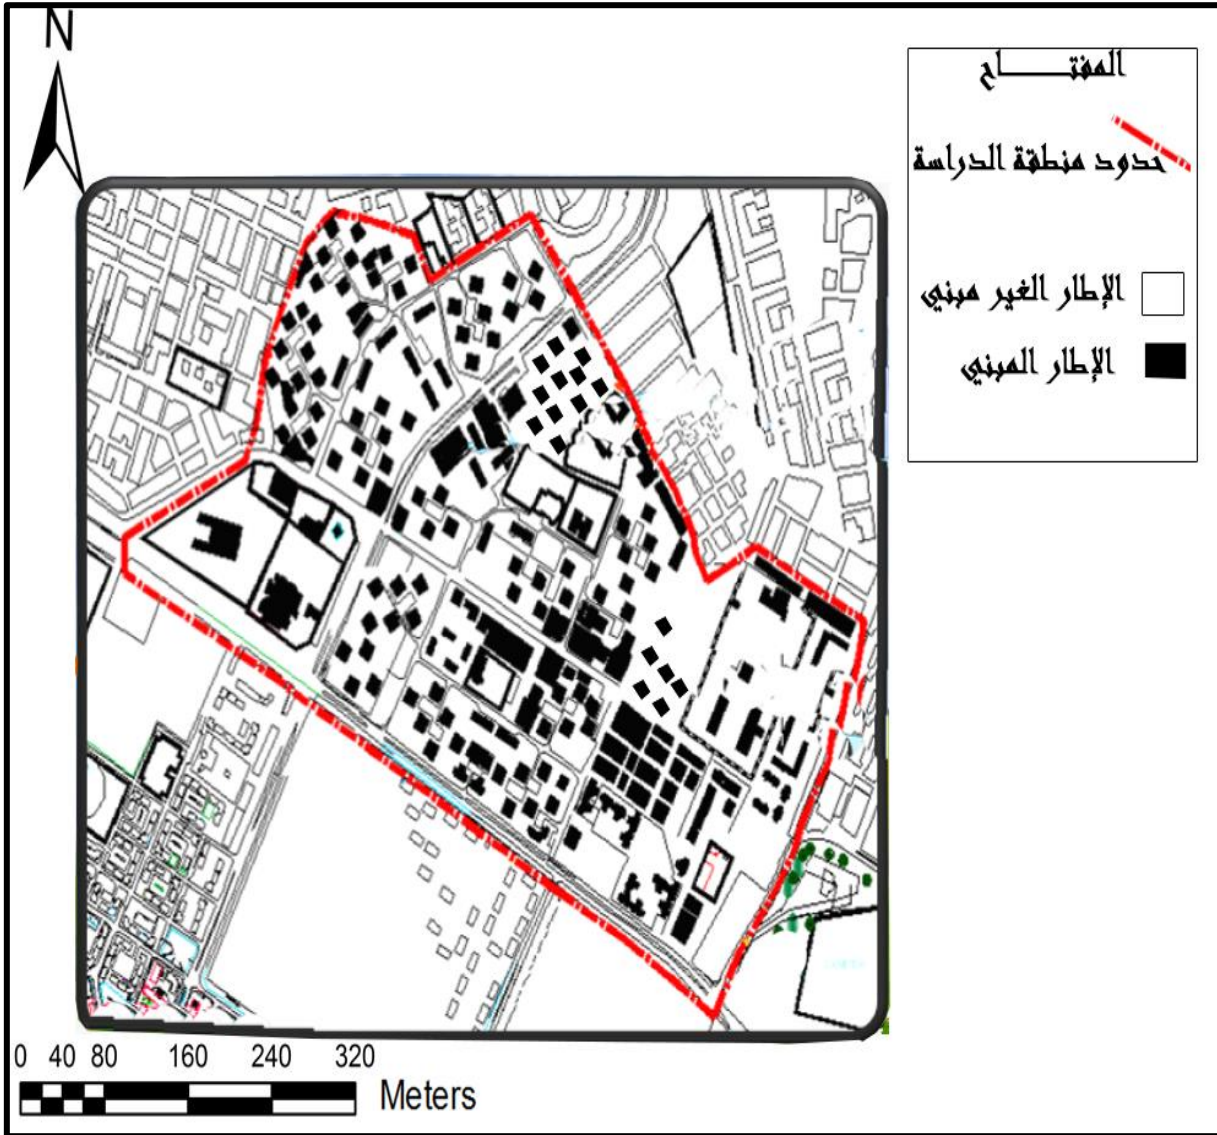 N
المفتـــــاح
حدود منطقة الدراسة
الإطار الغير مبني
الإطار المبني
0 40 80 160 240 320
Meters